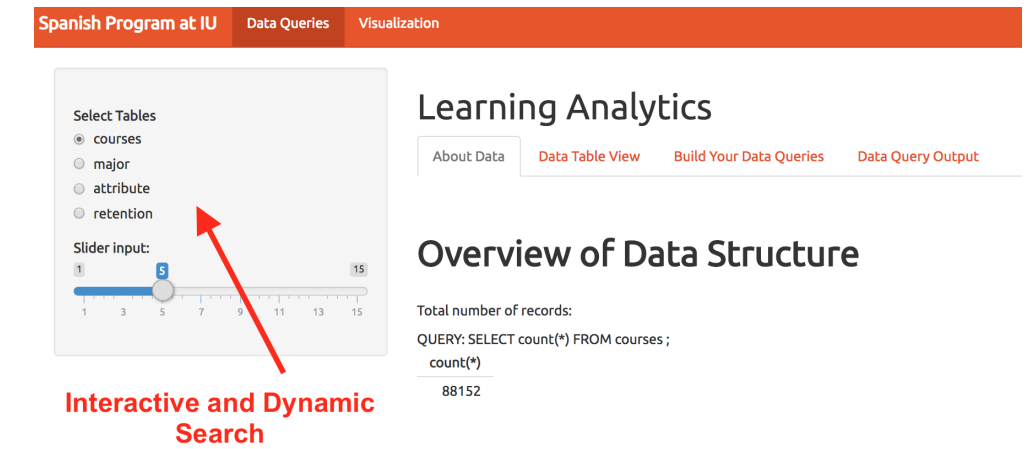 Spanish Program at IU Data Queries Visualization
Select Tables
courses
major
attribute
retention
Slider input:
1 5 15
1 3 5 7 9 11 13 15
Interactive and Dynamic
Search
Learning Analytics
About Data Data Table View Build Your Data Queries Data Query Output
Overview of Data Structure
Total number of records:
QUERY: SELECT count(*) FROM courses ;
count(*)
88152